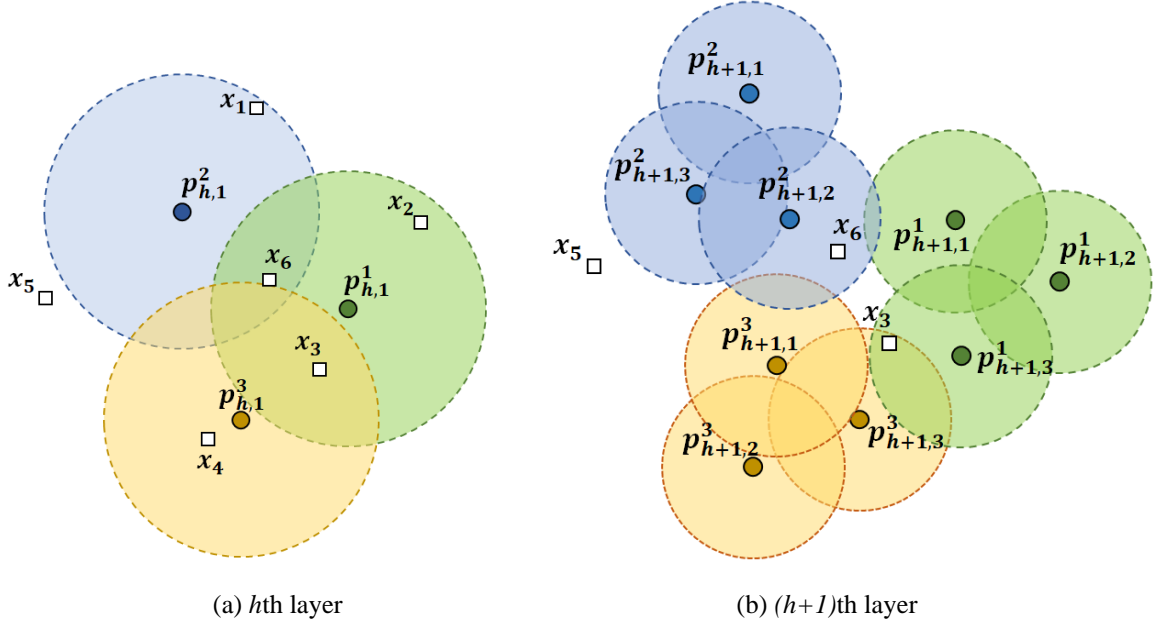 x₁
p²ₕ,₁
x₂
x₆
x₅
p¹ₕ,₁
x₃
p³ₕ,₁
x₄
(a) hth layer
p²ₕ₊₁,₁
p²ₕ₊₁,₃
p²ₕ₊₁,₂
x₆
x₅
p¹ₕ₊₁,₁
p¹ₕ₊₁,₂
x₃
p³ₕ₊₁,₁
p¹ₕ₊₁,₃
p³ₕ₊₁,₂
p³ₕ₊₁,₃
(b) (h+1)th layer